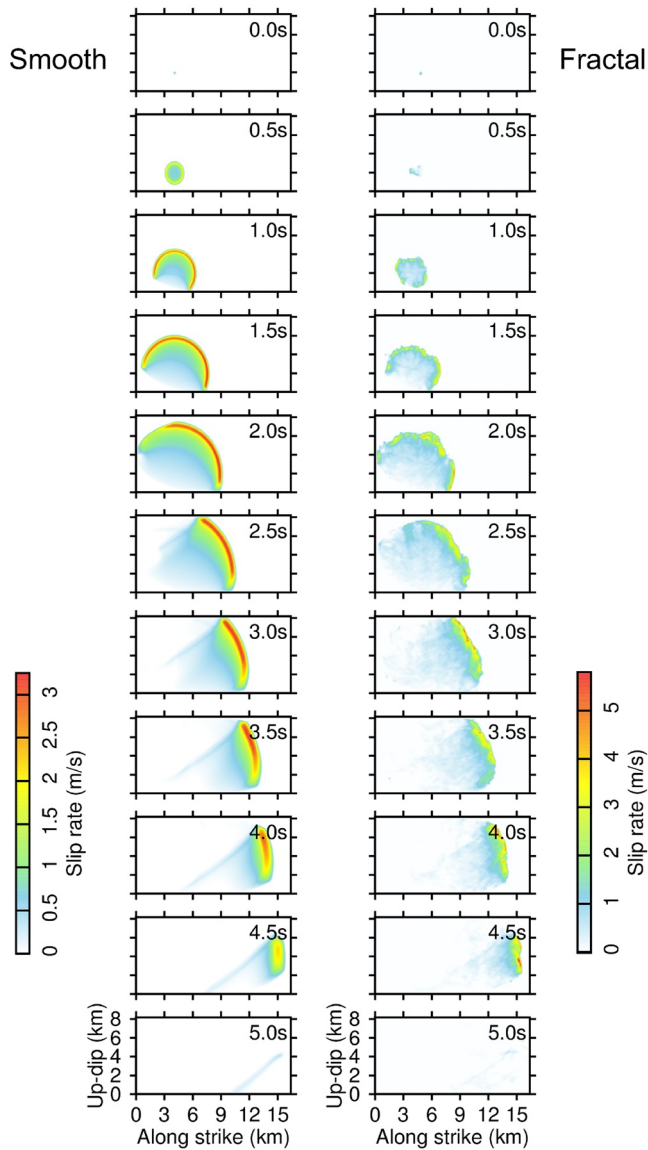 Smooth
Fractal
0.0s
0.0s
0.5s
0.5s
1.0s
1.0s
1.5s
1.5s
2.0s
2.0s
2.5s
2.5s
3.0s
3.0s
3.5s
3.5s
4.0s
4.0s
4.5s
4.5s
5.0s
5.0s
0 0.5 1 1.5 2 2.5 3
Slip rate (m/s)
0 1 2 3 4 5
Slip rate (m/s)
Up-dip (km)
8
6
4
2
0
0 3 6 9 12 15
Along strike (km)
Up-dip (km)
8
6
4
2
0
0 3 6 9 12 15
Along strike (km)